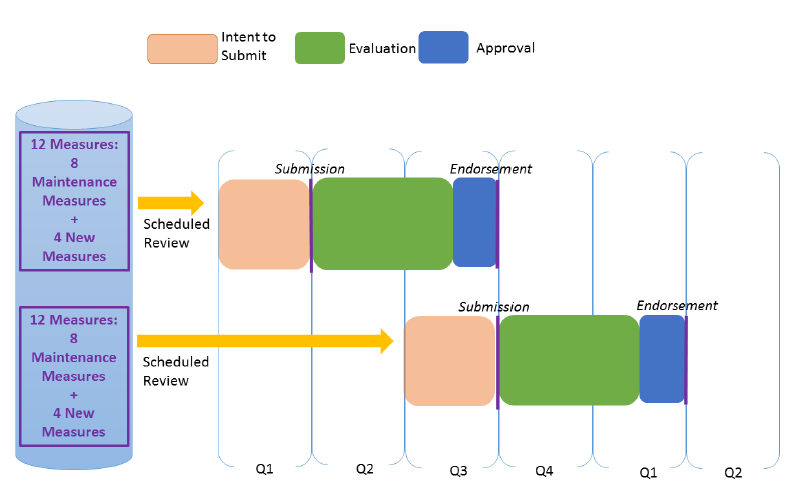 Intent to
Submit
Evaluation
Approval
12 Measures:
8
Maintenance
Measures
+
4 New
Measures
Scheduled
Review
Submission
Endorsement
12 Measures:
8
Maintenance
Measures
+
4 New
Measures
Scheduled
Review
Submission
Endorsement
Q1
Q2
Q3
Q4
Q1
Q2